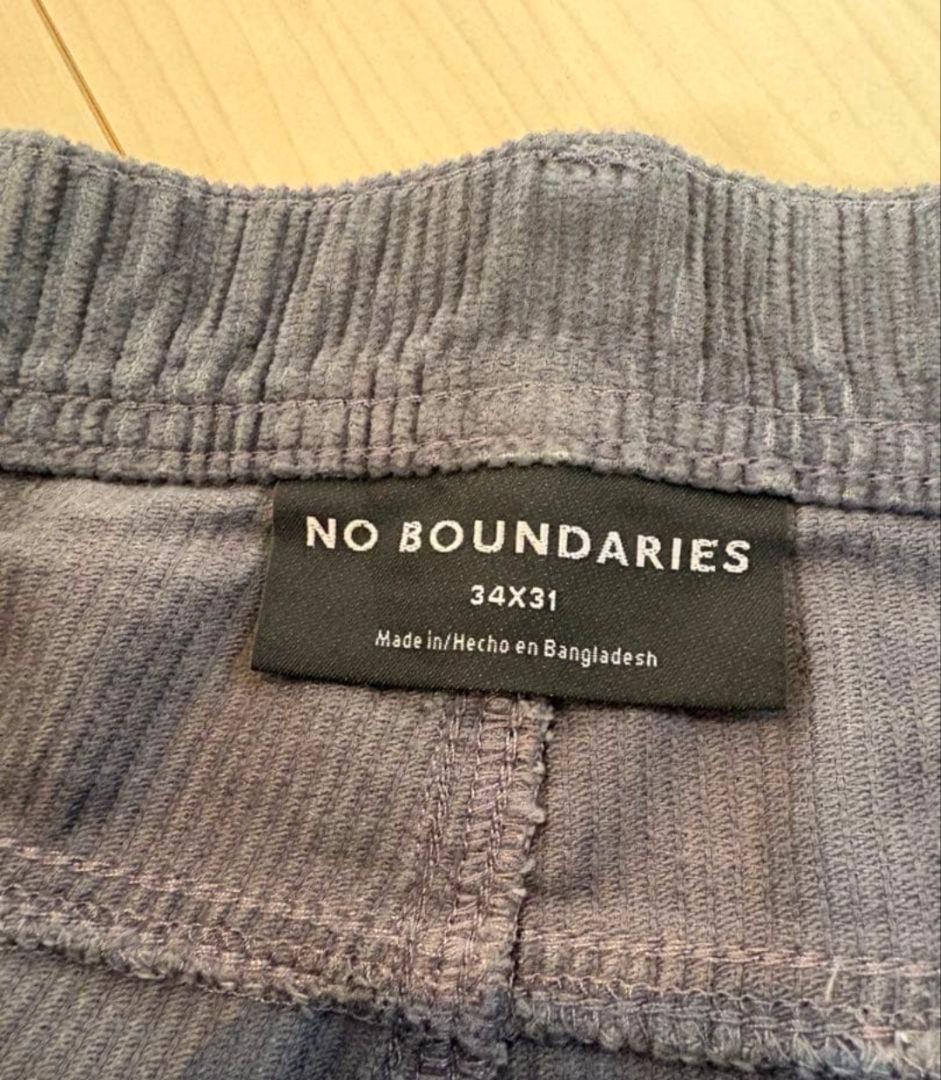 NO BOUNDARIES
34X31
Made in/Hecho en Bangladesh